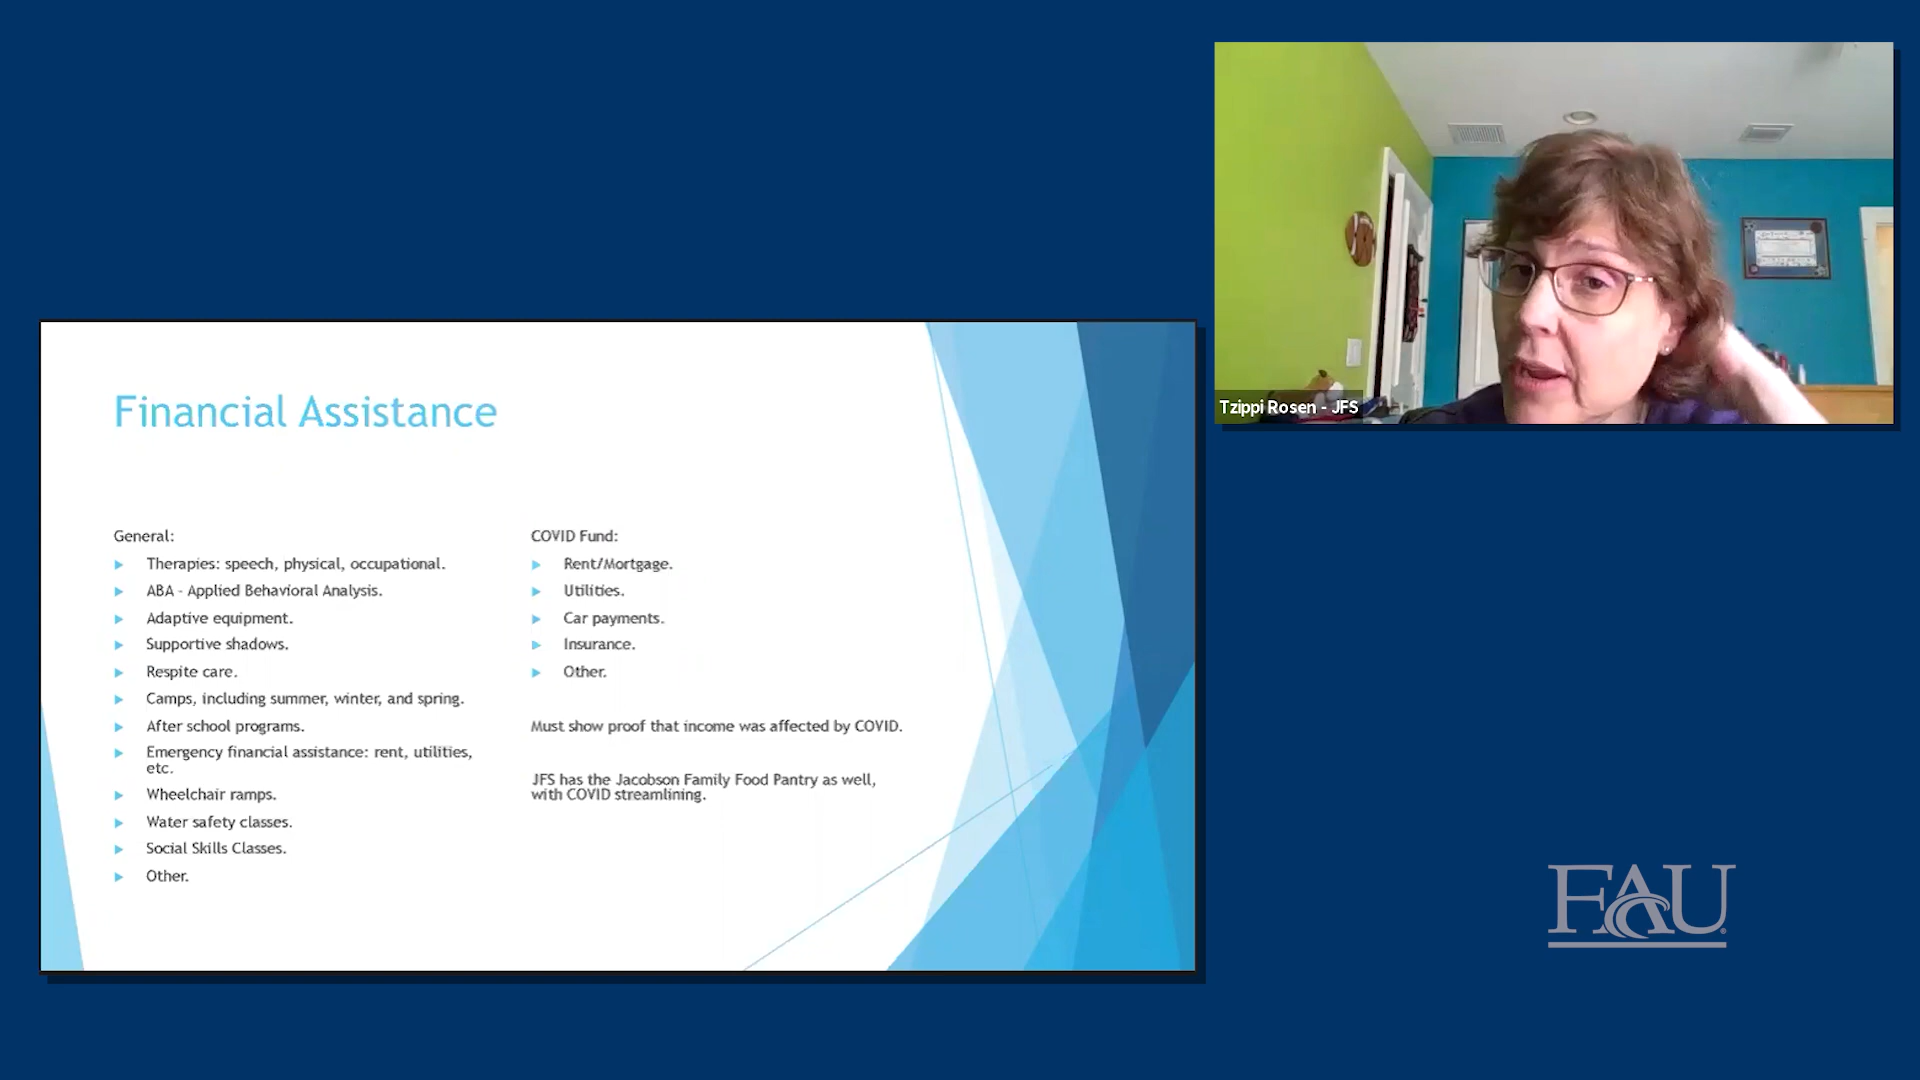 Financial Assistance
General:
Therapies: speech, physical, occupational.
ABA - Applied Behavioral Analysis.
Adaptive equipment.
Supportive shadows.
Respite care.
Camps, including summer, winter, and spring.
After school programs.
Emergency financial assistance: rent, utilities,
etc.
Wheelchair ramps.
Water safety classes.
Social Skills Classes.
Other.
COVID Fund:
Rent/Mortgage.
Utilities.
Car payments.
Insurance.
Other.
Must show proof that income was affected by COVID.
JFS has the Jacobson Family Food Pantry as well,
with COVID streamlining.
Tzippi Rosen - JFS
FAU